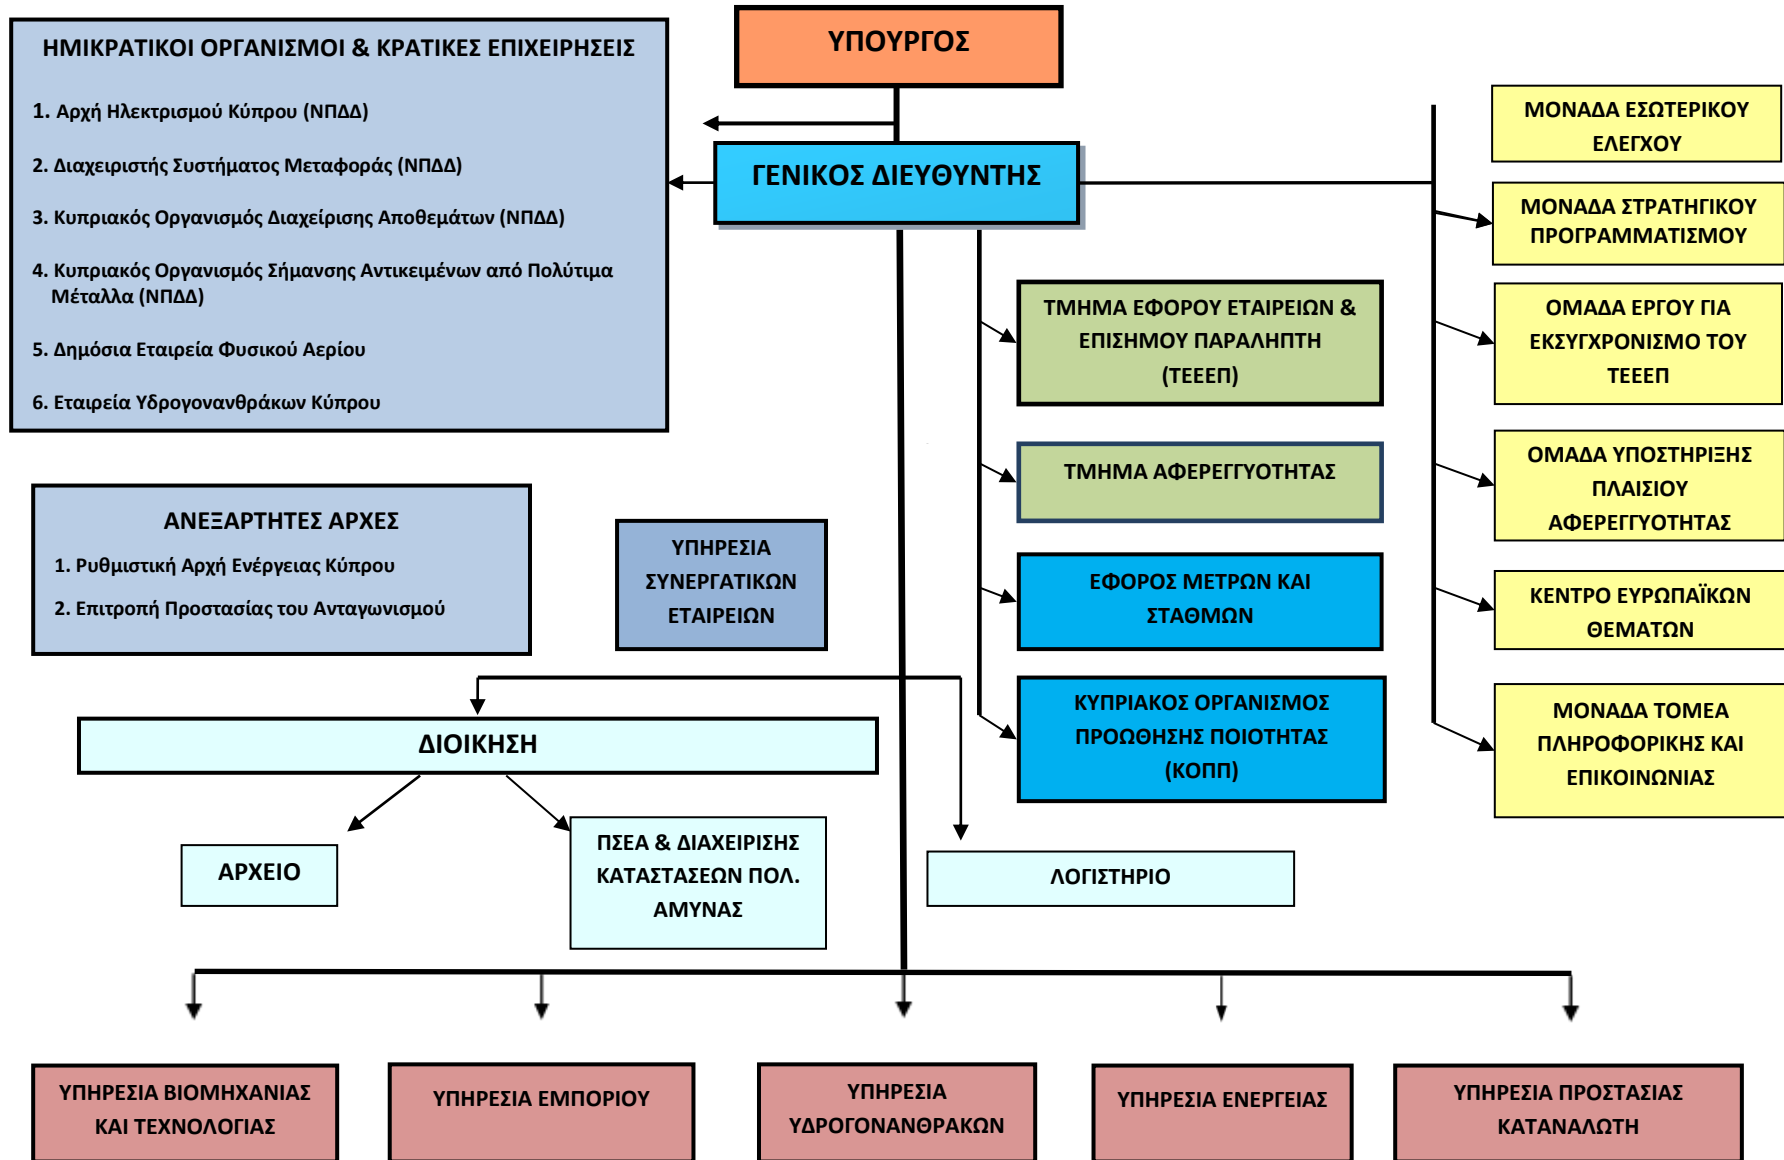 ΥΠΟΥΡΓΟΣ
ΗΜΙΚΡΑΤΙΚΟΙ ΟΡΓΑΝΙΣΜΟΙ & ΚΡΑΤΙΚΕΣ ΕΠΙΧΕΙΡΗΣΕΙΣ
1. Αρχή Ηλεκτρισμού Κύπρου (ΝΠΔΔ)
2. Διαχειριστής Συστήματος Μεταφοράς (ΝΠΔΔ)
3. Κυπριακός Οργανισμός Διαχείρισης Αποθεμάτων (ΝΠΔΔ)
4. Κυπριακός Οργανισμός Σήμανσης Αντικειμένων από Πολύτιμα
Μέταλλα (ΝΠΔΔ)
5. Δημόσια Εταιρεία Φυσικού Αερίου
6. Εταιρεία Υδρογονανθράκων Κύπρου
ΓΕΝΙΚΟΣ ΔΙΕΥΘΥΝΤΗΣ
ΜΟΝΑΔΑ ΕΣΩΤΕΡΙΚΟΥ
ΕΛΕΓΧΟΥ
ΜΟΝΑΔΑ ΣΤΡΑΤΗΓΙΚΟΥ
ΠΡΟΓΡΑΜΜΑΤΙΣΜΟΥ
ΟΜΑΔΑ ΕΡΓΟΥ ΓΙΑ
ΕΚΣΥΓΧΡΟΝΙΣΜΟ ΤΟΥ
ΤΕΕΕΠ
ΟΜΑΔΑ ΥΠΟΣΤΗΡΙΞΗΣ
ΠΛΑΙΣΙΟΥ
ΑΦΕΡΕΓΓΥΟΤΗΤΑΣ
ΚΕΝΤΡΟ ΕΥΡΩΠΑΪΚΩΝ
ΘΕΜΑΤΩΝ
ΜΟΝΑΔΑ ΤΟΜΕΑ
ΠΛΗΡΟΦΟΡΙΚΗΣ ΚΑΙ
ΕΠΙΚΟΙΝΩΝΙΑΣ
ΤΜΗΜΑ ΕΦΟΡΟΥ ΕΤΑΙΡΕΙΩΝ &
ΕΠΙΣΗΜΟΥ ΠΑΡΑΛΗΠΤΗ
(ΤΕΕΕΠ)
ΤΜΗΜΑ ΑΦΕΡΕΓΓΥΟΤΗΤΑΣ
ΕΦΟΡΟΣ ΜΕΤΡΩΝ ΚΑΙ
ΣΤΑΘΜΩΝ
ΚΥΠΡΙΑΚΟΣ ΟΡΓΑΝΙΣΜΟΣ
ΠΡΟΩΘΗΣΗΣ ΠΟΙΟΤΗΤΑΣ
(ΚΟΠΠ)
ΑΝΕΞΑΡΤΗΤΕΣ ΑΡΧΕΣ
1. Ρυθμιστική Αρχή Ενέργειας Κύπρου
2. Επιτροπή Προστασίας του Ανταγωνισμού
ΥΠΗΡΕΣΙΑ
ΣΥΝΕΡΓΑΤΙΚΩΝ
ΕΤΑΙΡΕΙΩΝ
ΔΙΟΙΚΗΣΗ
ΑΡΧΕΙΟ
ΠΣΕΑ & ΔΙΑΧΕΙΡΙΣΗΣ
ΚΑΤΑΣΤΑΣΕΩΝ ΠΟΛ.
ΑΜΥΝΑΣ
ΛΟΓΙΣΤΗΡΙΟ
ΥΠΗΡΕΣΙΑ ΒΙΟΜΗΧΑΝΙΑΣ
ΚΑΙ ΤΕΧΝΟΛΟΓΙΑΣ
ΥΠΗΡΕΣΙΑ ΕΜΠΟΡΙΟΥ
ΥΠΗΡΕΣΙΑ
ΥΔΡΟΓΟΝΑΝΘΡΑΚΩΝ
ΥΠΗΡΕΣΙΑ ΕΝΕΡΓΕΙΑΣ
ΥΠΗΡΕΣΙΑ ΠΡΟΣΤΑΣΙΑΣ
ΚΑΤΑΝΑΛΩΤΗ